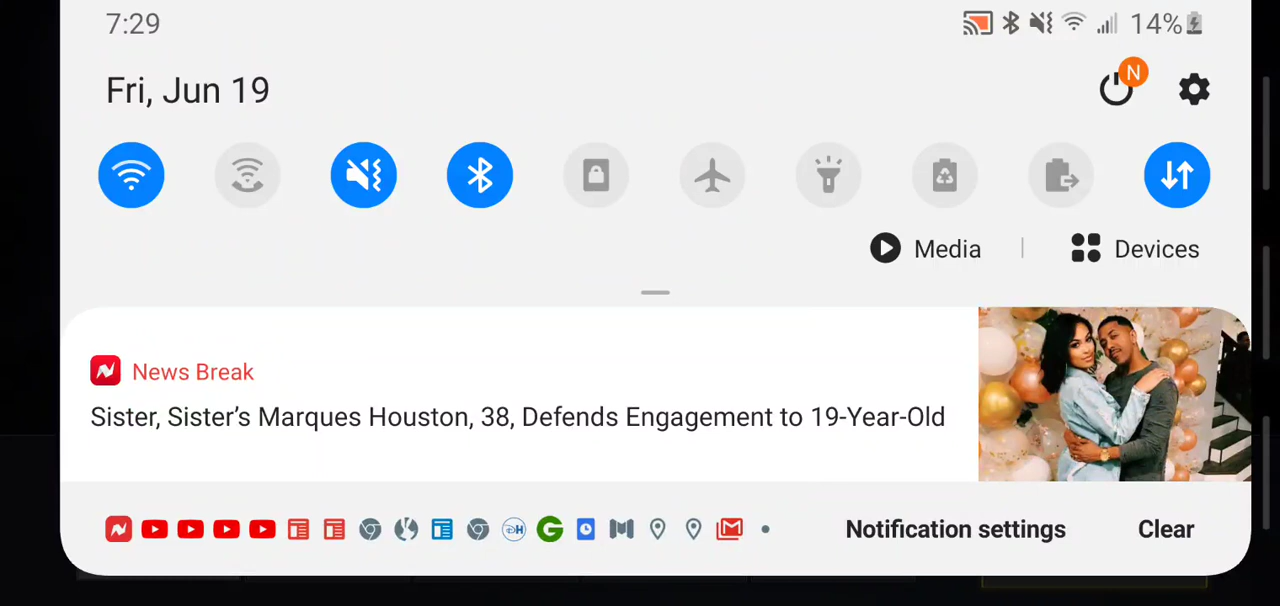 7:29
14%
Fri, Jun 19
N
Media
Devices
News Break
Sister, Sister’s Marques Houston, 38, Defends Engagement to 19-Year-Old
Notification settings
Clear